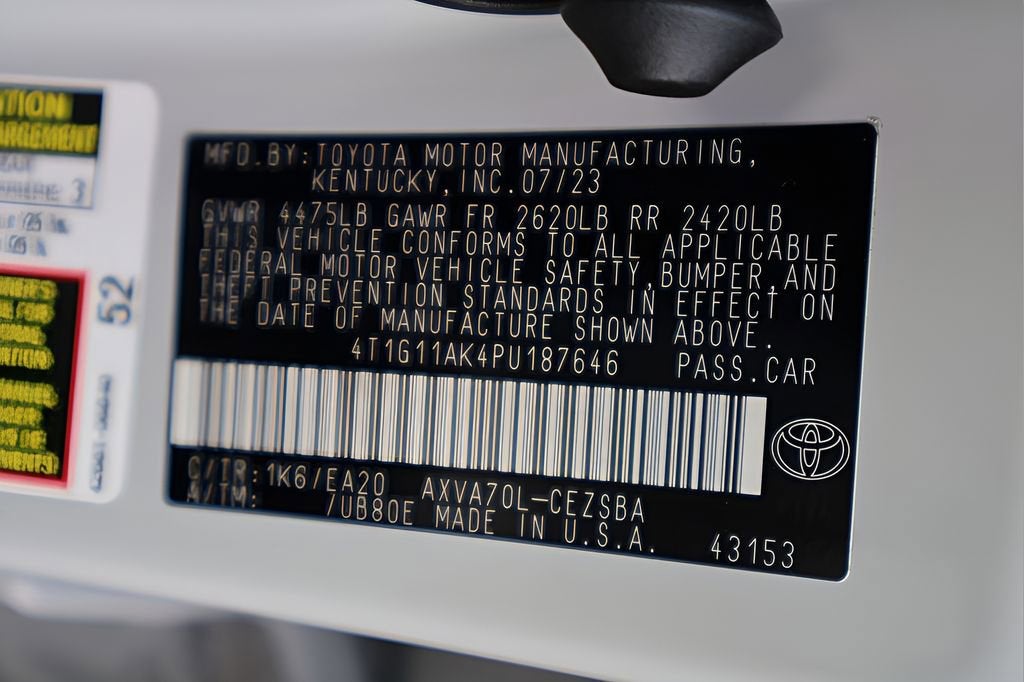 MFD.BY:TOYOTA MOTOR MANUFACTURING,
KENTUCKY,INC.07/23
GVWR 4475LB GAWR FR 2620LB RR 2420LB
THIS VEHICLE CONFORMS TO ALL APPLICABLE
FEDERAL MOTOR VEHICLE SAFETY,BUMPER,AND
THEFT PREVENTION STANDARDS IN EFFECT ON
THE DATE OF MANUFACTURE SHOWN ABOVE.
4T1G11AK4PU187646 PASS.CAR
C/TR:1K6/EA20 AXVA70L-CEZSBA
A/TM: /UB80E MADE IN U.S.A.
43153
52